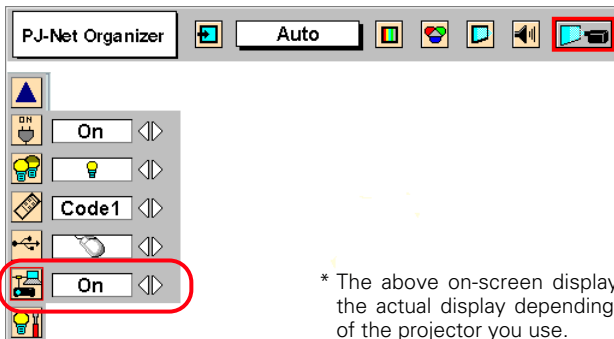 PJ-Net Organizer Auto
ON
On
Code1
On
* The above on-screen display
the actual display depending
of the projector you use.